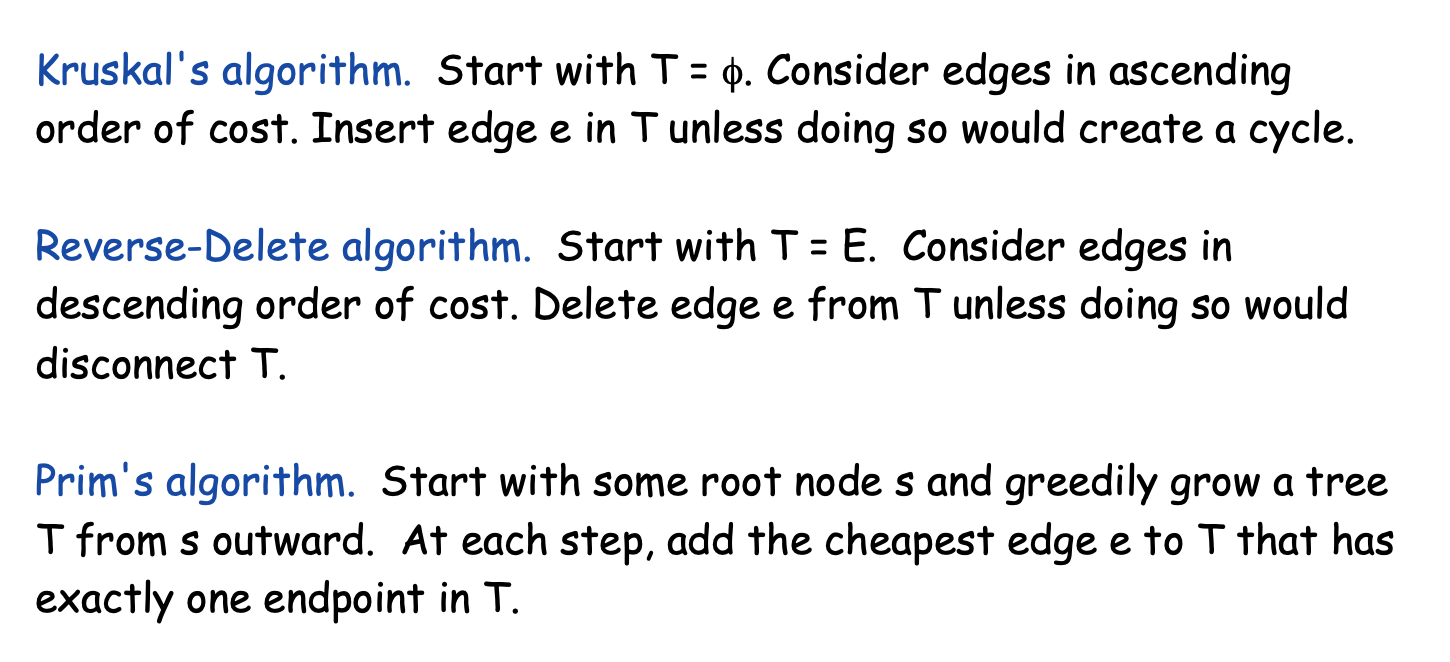 Kruskal's algorithm. Start with T = ϕ. Consider edges in ascending
order of cost. Insert edge e in T unless doing so would create a cycle.
Reverse-Delete algorithm. Start with T = E. Consider edges in
descending order of cost. Delete edge e from T unless doing so would
disconnect T.
Prim's algorithm. Start with some root node s and greedily grow a tree
T from s outward. At each step, add the cheapest edge e to T that has
exactly one endpoint in T.